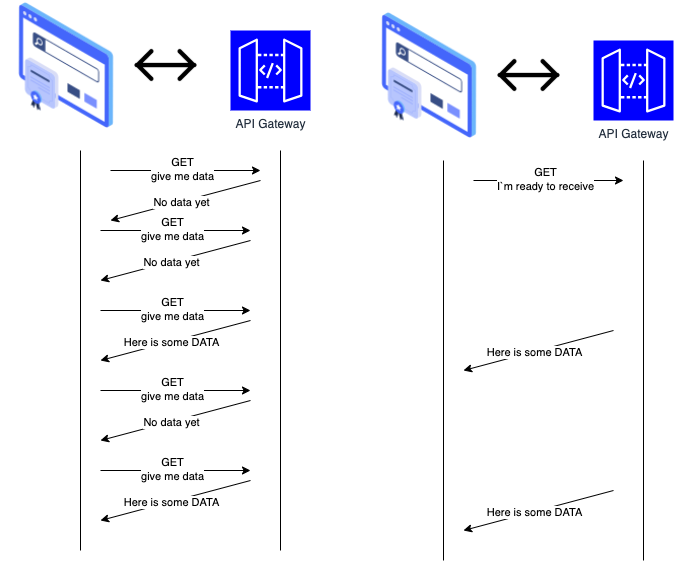 </>
API Gateway
GET
give me data
No data yet
GET
give me data
No data yet
GET
give me data
Here is some DATA
GET
give me data
No data yet
GET
give me data
Here is some DATA
</>
API Gateway
GET
I`m ready to receive
Here is some DATA
Here is some DATA